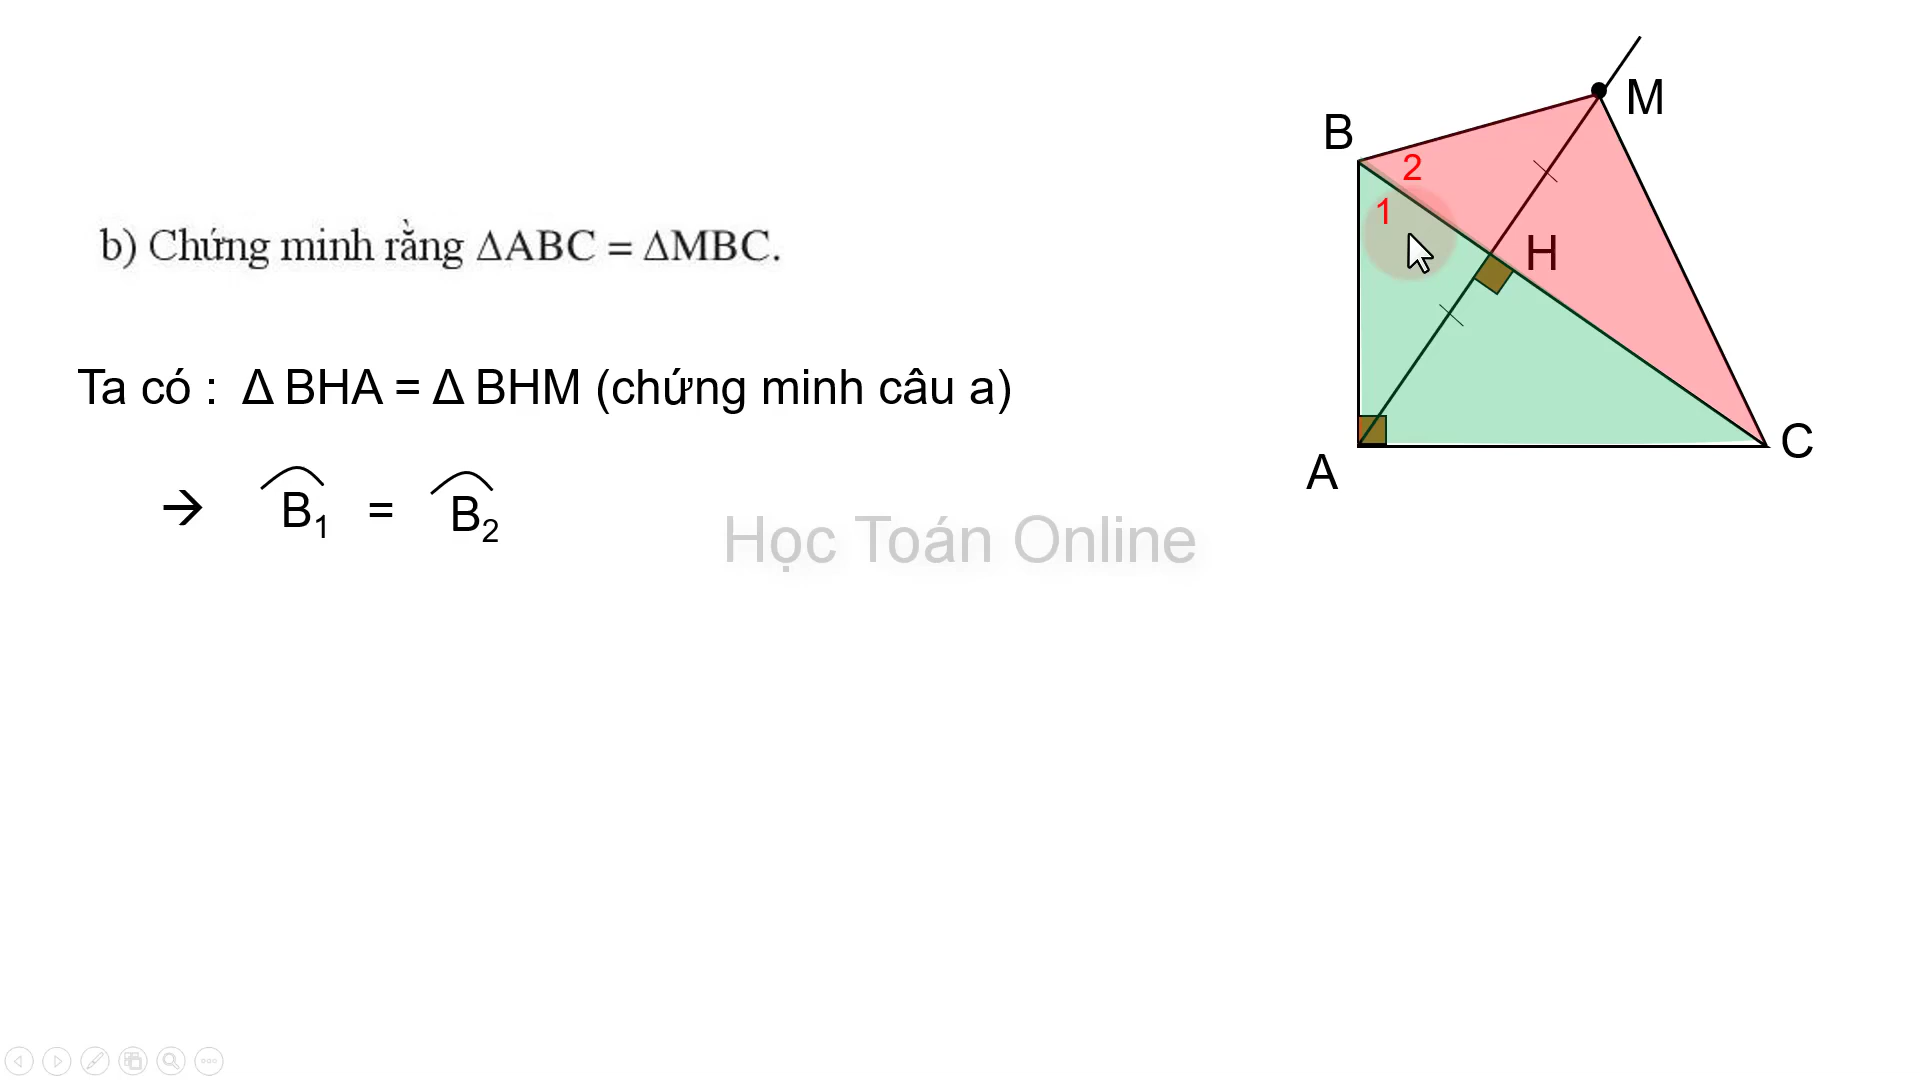 b) Chứng minh rằng ΔABC = ΔMBC.
Ta có : Δ BHA = Δ BHM (chứng minh câu a)
→ B1 = B2
Học Toán Online
M
B
2
1
H
C
A